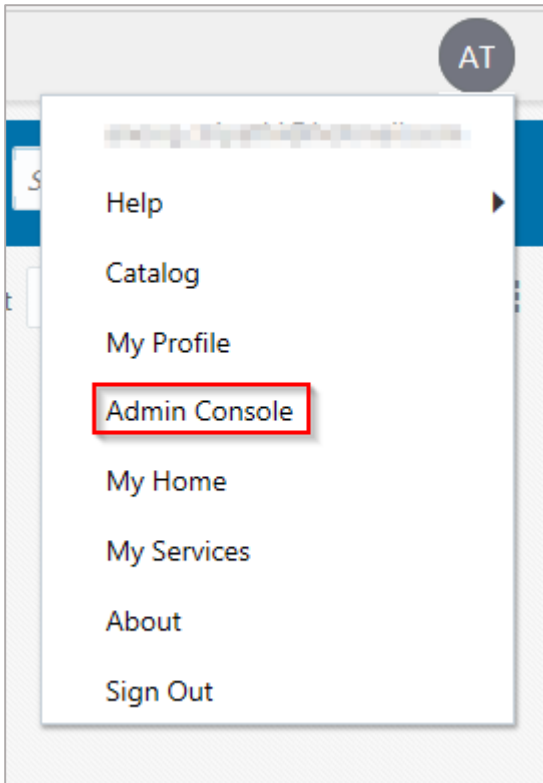 AT
S
Help
t
Catalog
My Profile
Admin Console
My Home
My Services
About
Sign Out